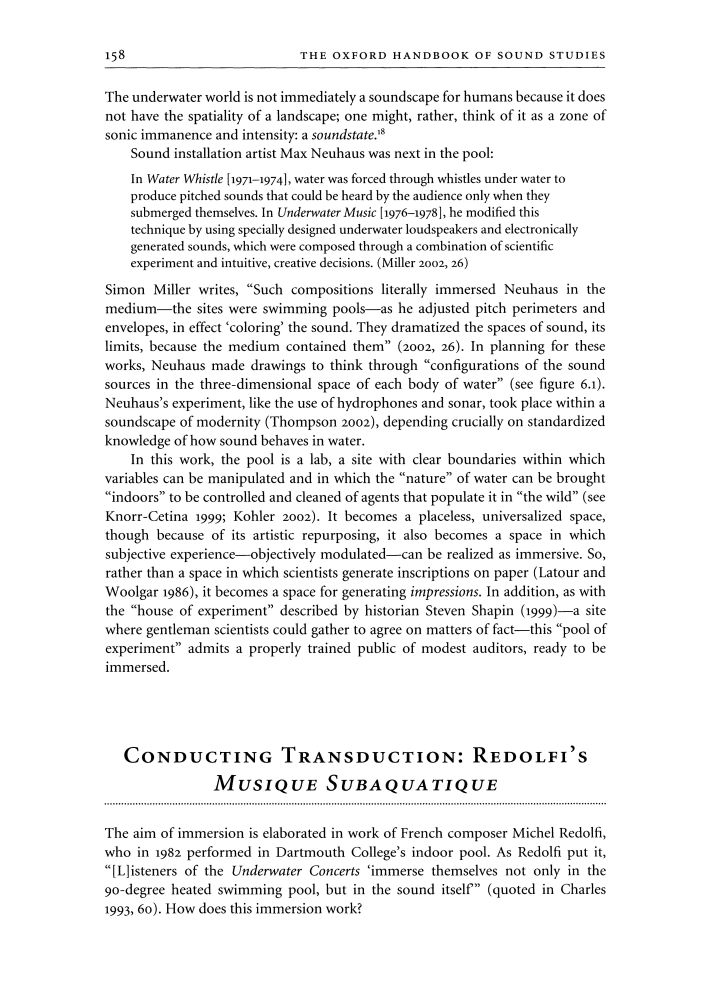 158 THE OXFORD HANDBOOK OF SOUND STUDIES
The underwater world is not immediately a soundscape for humans because it does
not have the spatiality of a landscape; one might, rather, think of it as a zone of
sonic immanence and intensity: a soundstate.18
Sound installation artist Max Neuhaus was next in the pool:
In Water Whistle [1971–1974], water was forced through whistles under water to
produce pitched sounds that could be heard by the audience only when they
submerged themselves. In Underwater Music [1976–1978], he modified this
technique by using specially designed underwater loudspeakers and electronically
generated sounds, which were composed through a combination of scientific
experiment and intuitive, creative decisions. (Miller 2002, 26)
Simon Miller writes, “Such compositions literally immersed Neuhaus in the
medium—the sites were swimming pools—as he adjusted pitch perimeters and
envelopes, in effect ‘coloring’ the sound. They dramatized the spaces of sound, its
limits, because the medium contained them” (2002, 26). In planning for these
works, Neuhaus made drawings to think through “configurations of the sound
sources in the three-dimensional space of each body of water” (see figure 6.1).
Neuhaus’s experiment, like the use of hydrophones and sonar, took place within a
soundscape of modernity (Thompson 2002), depending crucially on standardized
knowledge of how sound behaves in water.
In this work, the pool is a lab, a site with clear boundaries within which
variables can be manipulated and in which the “nature” of water can be brought
“indoors” to be controlled and cleaned of agents that populate it in “the wild” (see
Knorr-Cetina 1999; Kohler 2002). It becomes a placeless, universalized space,
though because of its artistic repurposing, it also becomes a space in which
subjective experience—objectively modulated—can be realized as immersive. So,
rather than a space in which scientists generate inscriptions on paper (Latour and
Woolgar 1986), it becomes a space for generating impressions. In addition, as with
the “house of experiment” described by historian Steven Shapin (1999)—a site
where gentleman scientists could gather to agree on matters of fact—this “pool of
experiment” admits a properly trained public of modest auditors, ready to be
immersed.
CONDUCTING TRANSDUCTION: REDOLFI’S
MUSIQUE SUBAQUATIQUE
The aim of immersion is elaborated in work of French composer Michel Redolfi,
who in 1982 performed in Dartmouth College’s indoor pool. As Redolfi put it,
“[L]isteners of the Underwater Concerts ‘immerse themselves not only in the
90-degree heated swimming pool, but in the sound itself’” (quoted in Charles
1993, 60). How does this immersion work?